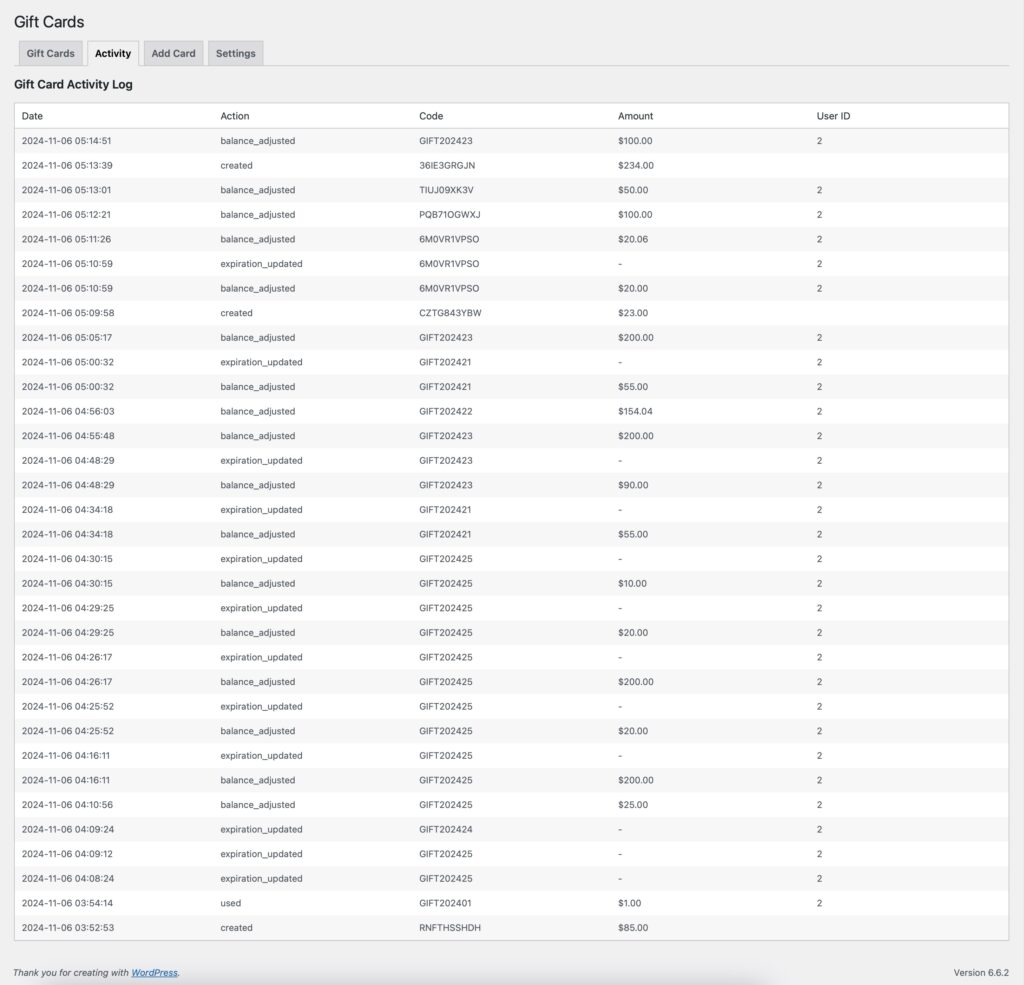 Gift Cards
Gift Cards Activity Add Card Settings
Gift Card Activity Log
Date Action Code Amount User ID
2024-11-06 05:14:51 balance_adjusted GIFT202423 $100.00 2
2024-11-06 05:13:39 created 36IE3GRGJN $234.00
2024-11-06 05:13:01 balance_adjusted TIUJ09XK3V $50.00 2
2024-11-06 05:12:21 balance_adjusted PQB71OGWXJ $100.00 2
2024-11-06 05:11:26 balance_adjusted 6M0VR1VPSO $20.06 2
2024-11-06 05:10:59 expiration_updated 6M0VR1VPSO - 2
2024-11-06 05:10:59 balance_adjusted 6M0VR1VPSO $20.00 2
2024-11-06 05:09:58 created CZTG843YBW $23.00
2024-11-06 05:05:17 balance_adjusted GIFT202423 $200.00 2
2024-11-06 05:00:32 expiration_updated GIFT202421 - 2
2024-11-06 05:00:32 balance_adjusted GIFT202421 $55.00 2
2024-11-06 04:56:03 balance_adjusted GIFT202422 $154.04 2
2024-11-06 04:55:48 balance_adjusted GIFT202423 $200.00 2
2024-11-06 04:48:29 expiration_updated GIFT202423 - 2
2024-11-06 04:48:29 balance_adjusted GIFT202423 $90.00 2
2024-11-06 04:34:18 expiration_updated GIFT202421 - 2
2024-11-06 04:34:18 balance_adjusted GIFT202421 $55.00 2
2024-11-06 04:30:15 expiration_updated GIFT202425 - 2
2024-11-06 04:30:15 balance_adjusted GIFT202425 $10.00 2
2024-11-06 04:29:25 expiration_updated GIFT202425 - 2
2024-11-06 04:29:25 balance_adjusted GIFT202425 $20.00 2
2024-11-06 04:26:17 expiration_updated GIFT202425 - 2
2024-11-06 04:26:17 balance_adjusted GIFT202425 $200.00 2
2024-11-06 04:25:52 expiration_updated GIFT202425 - 2
2024-11-06 04:25:52 balance_adjusted GIFT202425 $20.00 2
2024-11-06 04:16:11 expiration_updated GIFT202425 - 2
2024-11-06 04:16:11 balance_adjusted GIFT202425 $200.00 2
2024-11-06 04:10:56 balance_adjusted GIFT202425 $25.00 2
2024-11-06 04:09:24 expiration_updated GIFT202424 - 2
2024-11-06 04:09:12 expiration_updated GIFT202425 - 2
2024-11-06 04:08:24 expiration_updated GIFT202425 - 2
2024-11-06 03:54:14 used GIFT202401 $1.00 2
2024-11-06 03:52:53 created RNFTHSSHDH $85.00
Thank you for creating with WordPress. Version 6.6.2